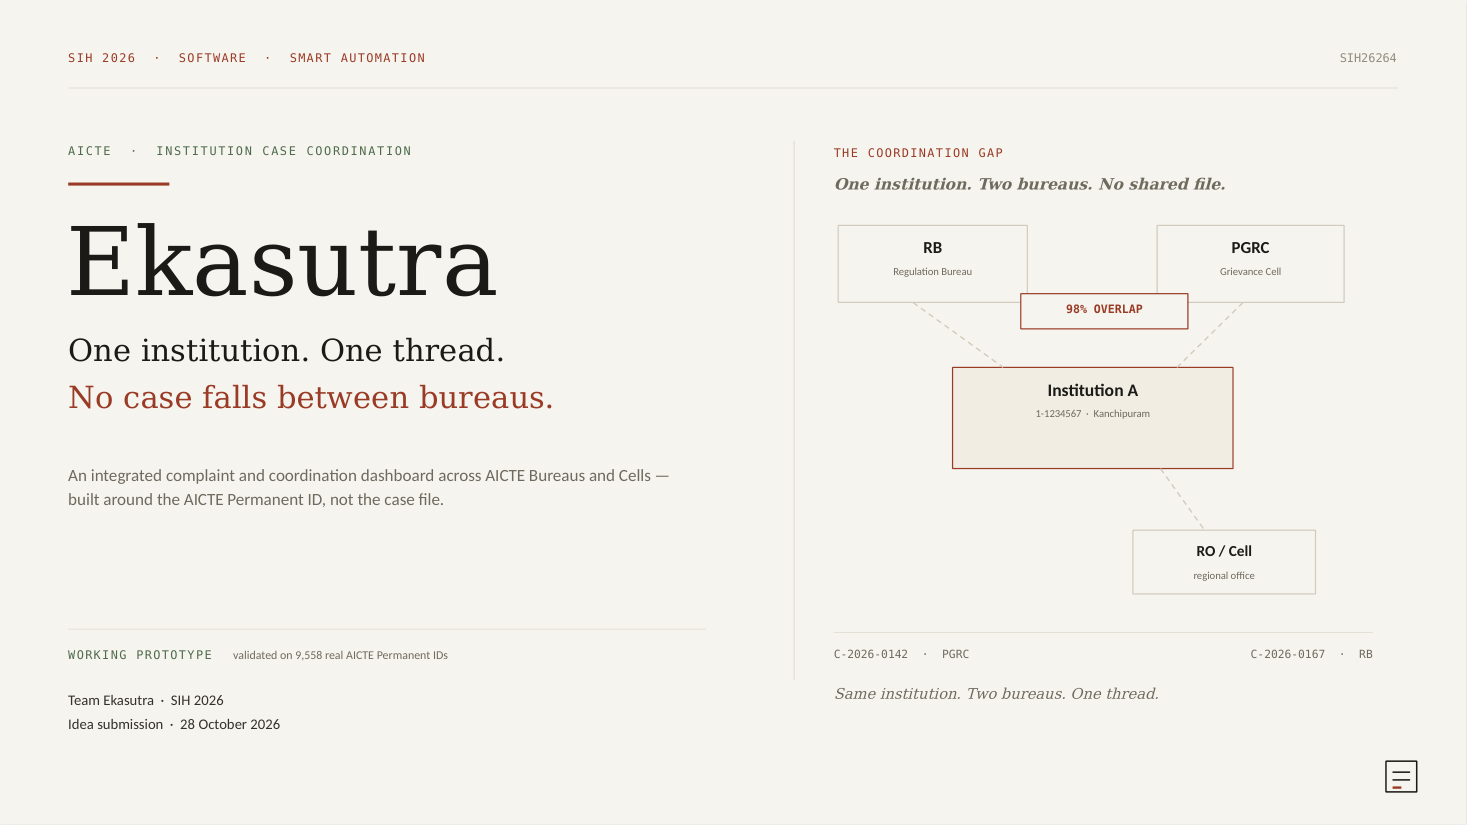 SIH 2026 · SOFTWARE · SMART AUTOMATION
SIH26264
AICTE · INSTITUTION CASE COORDINATION
Ekasutra
One institution. One thread.
No case falls between bureaus.
An integrated complaint and coordination dashboard across AICTE Bureaus and Cells —
built around the AICTE Permanent ID, not the case file.
WORKING PROTOTYPE validated on 9,558 real AICTE Permanent IDs
Team Ekasutra · SIH 2026
Idea submission · 28 October 2026
THE COORDINATION GAP
One institution. Two bureaus. No shared file.
RB
Regulation Bureau
PGRC
Grievance Cell
98% OVERLAP
Institution A
1-1234567 · Kanchipuram
RO / Cell
regional office
C-2026-0142 · PGRC
C-2026-0167 · RB
Same institution. Two bureaus. One thread.